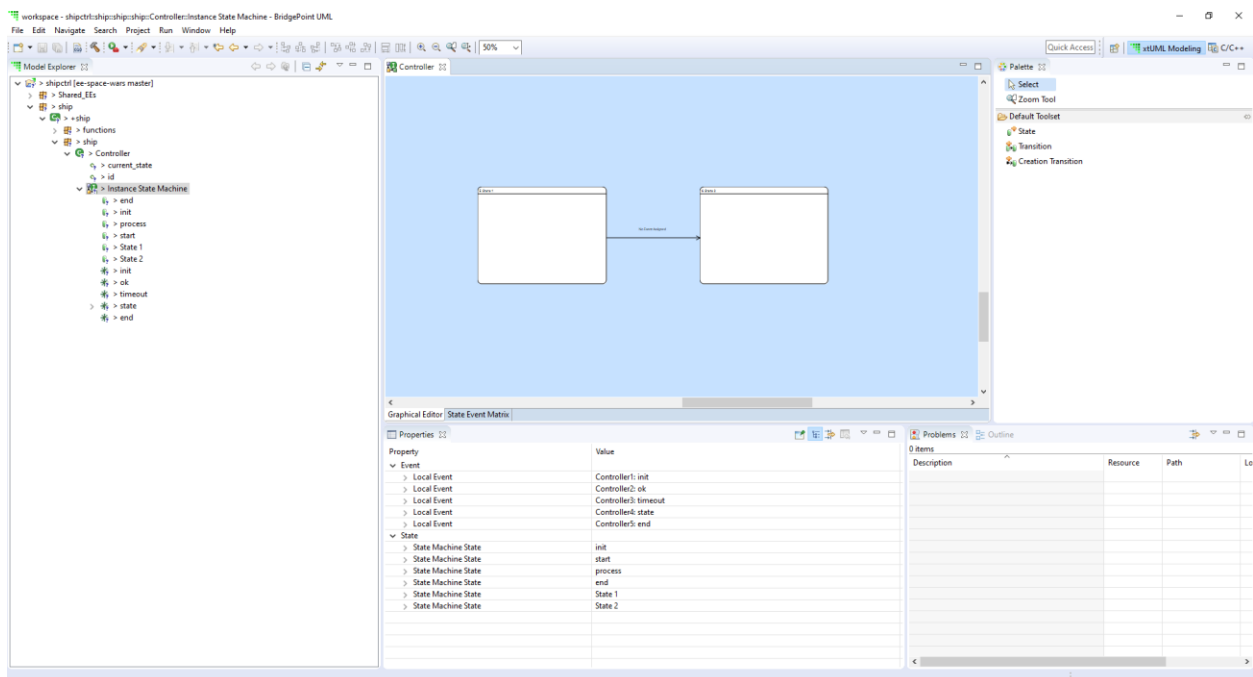 workspace - shipctrl::ship::ship::ship::Controller::Instance State Machine - BridgePoint UML
File Edit Navigate Search Project Run Window Help
50%
Quick Access
xtUML Modeling
C/C++
Model Explorer
> shipctrl [ee-space-wars master]
> Shared_EEs
> ship
> +ship
> functions
> ship
> Controller
> current_state
> id
> Instance State Machine
> end
> init
> process
> start
> State 1
> State 2
> init
> ok
> timeout
> state
> end
Controller
Graphical Editor
State Event Matrix
Palette
Select
Zoom Tool
Default Toolset
State
Transition
Creation Transition
Properties
Property Value
Event
Local Event Controller1: init
Local Event Controller2: ok
Local Event Controller3: timeout
Local Event Controller4: state
Local Event Controller5: end
State
State Machine State init
State Machine State start
State Machine State process
State Machine State end
State Machine State State 1
State Machine State State 2
Problems
Outline
0 items
Description Resource Path Lo